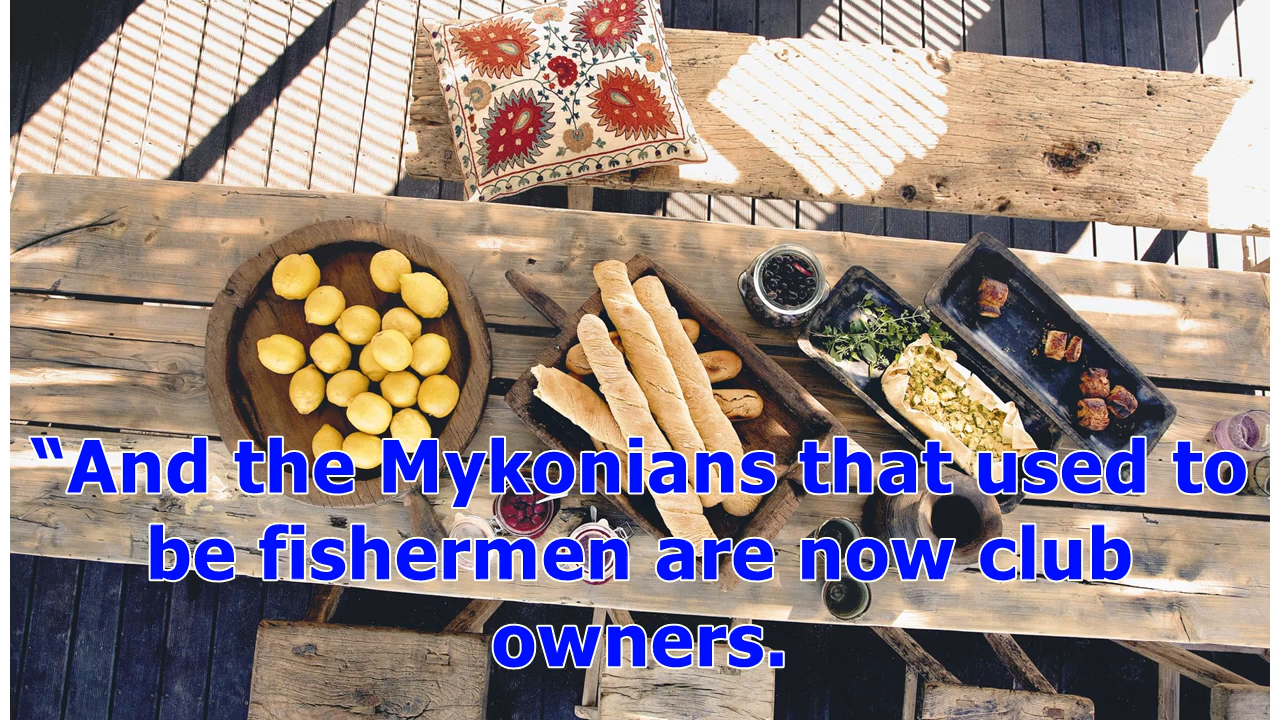 “And the Mykonians that used to
be fishermen are now club
owners.